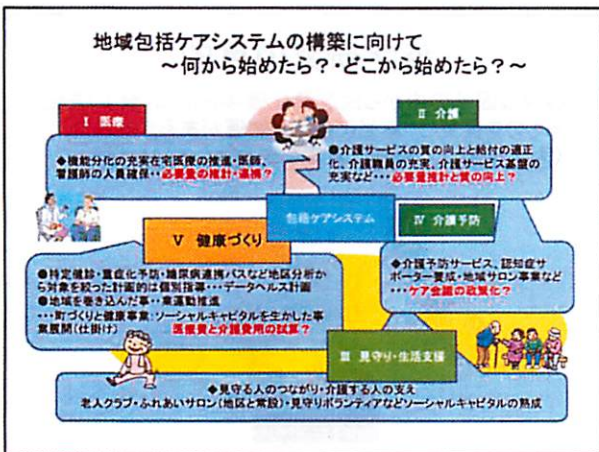 地域包括ケアシステムの構築に向けて
～何から始めたら？・どこから始めたら？～
Ⅰ 医療
◆機能分化の充実在宅医療の推進・医師、
看護師の人員確保・・・必要量の推計・連携？
Ⅱ 介護
●介護サービスの質の向上と給付の適正
化、介護職員の充実、介護サービス基盤の
充実など・・・必要量推計と質の向上？
包括ケアシステム
Ⅳ 介護予防
◆介護予防サービス、認知症サ
ポーター養成・地域サロン事業など
・・・ケア会議の政策化？
Ⅴ 健康づくり
●特定健診・重症化予防・糖尿病連携パスなど地区分析か
ら対象を絞った計画的は個別指導・・・データヘルス計画
●地域を巻き込んだ事・・業運動推進
・・・町づくりと健康事業・ソーシャルキャピタルを生かした事
業展開（仕掛け）　医療費と介護費用の試算？
Ⅲ 見守り・生活支援
◆見守る人のつながり・介護する人の支え
老人クラブ・ふれあいサロン（地区と常設）・見守りボランティアなどソーシャルキャピタルの熟成